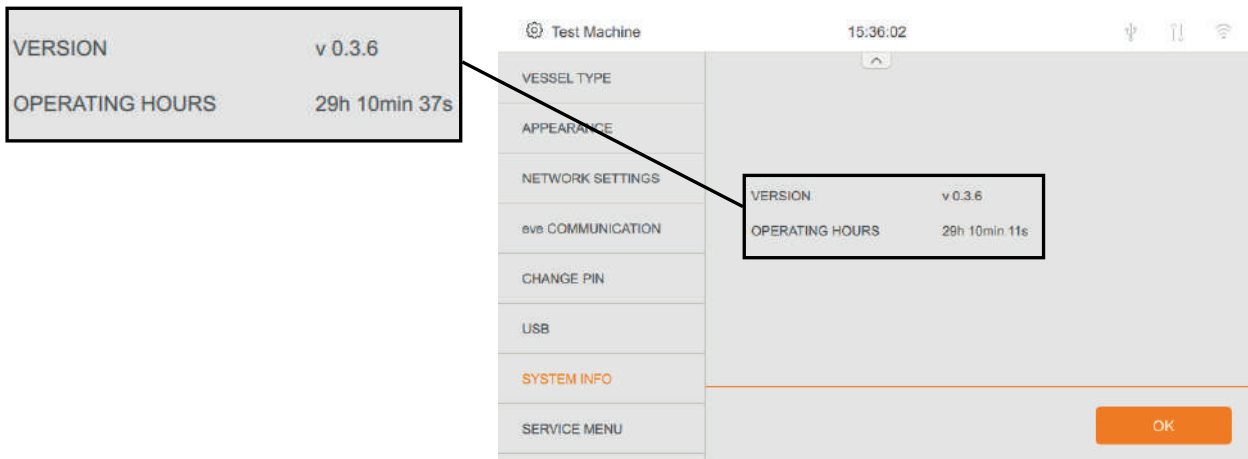 VERSION v 0.3.6
OPERATING HOURS 29h 10min 37s
Test Machine 15:36:02
VESSEL TYPE
APPEARANCE
NETWORK SETTINGS
eve COMMUNICATION
CHANGE PIN
USB
SYSTEM INFO
SERVICE MENU
VERSION v 0.3.6
OPERATING HOURS 29h 10min 11s
OK